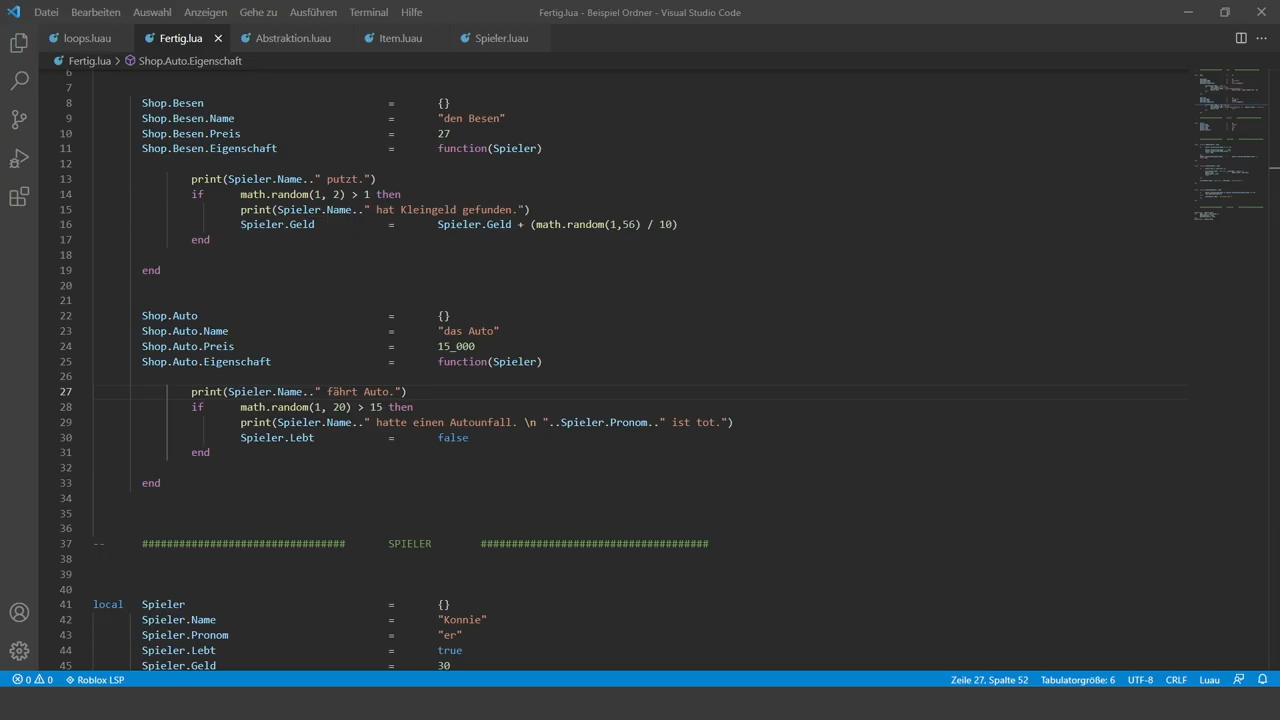 Datei Bearbeiten Auswahl Anzeigen Gehe zu Ausführen Terminal Hilfe Fertig.lua - Beispiel Ordner - Visual Studio Code
loops.luau Fertig.lua Abstraktion.luau Item.luau Spieler.luau
Fertig.lua > Shop.Auto.Eigenschaft
6
7
8 Shop.Besen = {}
9 Shop.Besen.Name = "den Besen"
10 Shop.Besen.Preis = 27
11 Shop.Besen.Eigenschaft = function(Spieler)
12
13 print(Spieler.Name.." putzt.")
14 if math.random(1, 2) > 1 then
15 print(Spieler.Name.." hat Kleingeld gefunden.")
16 Spieler.Geld = Spieler.Geld + (math.random(1,56) / 10)
17 end
18
19 end
20
21
22 Shop.Auto = {}
23 Shop.Auto.Name = "das Auto"
24 Shop.Auto.Preis = 15_000
25 Shop.Auto.Eigenschaft = function(Spieler)
26
27 print(Spieler.Name.." fährt Auto.")
28 if math.random(1, 20) > 15 then
29 print(Spieler.Name.." hatte einen Autounfall. \n "..Spieler.Pronom.." ist tot.")
30 Spieler.Lebt = false
31 end
32
33 end
34
35
36
37 -- ################################# SPIELER #####################################
38
39
40
41 local Spieler = {}
42 Spieler.Name = "Konnie"
43 Spieler.Pronom = "er"
44 Spieler.Lebt = true
45 Spieler.Geld = 30
0 0 Roblox LSP Zeile 27, Spalte 52 Tabulatorgröße: 6 UTF-8 CRLF Luau